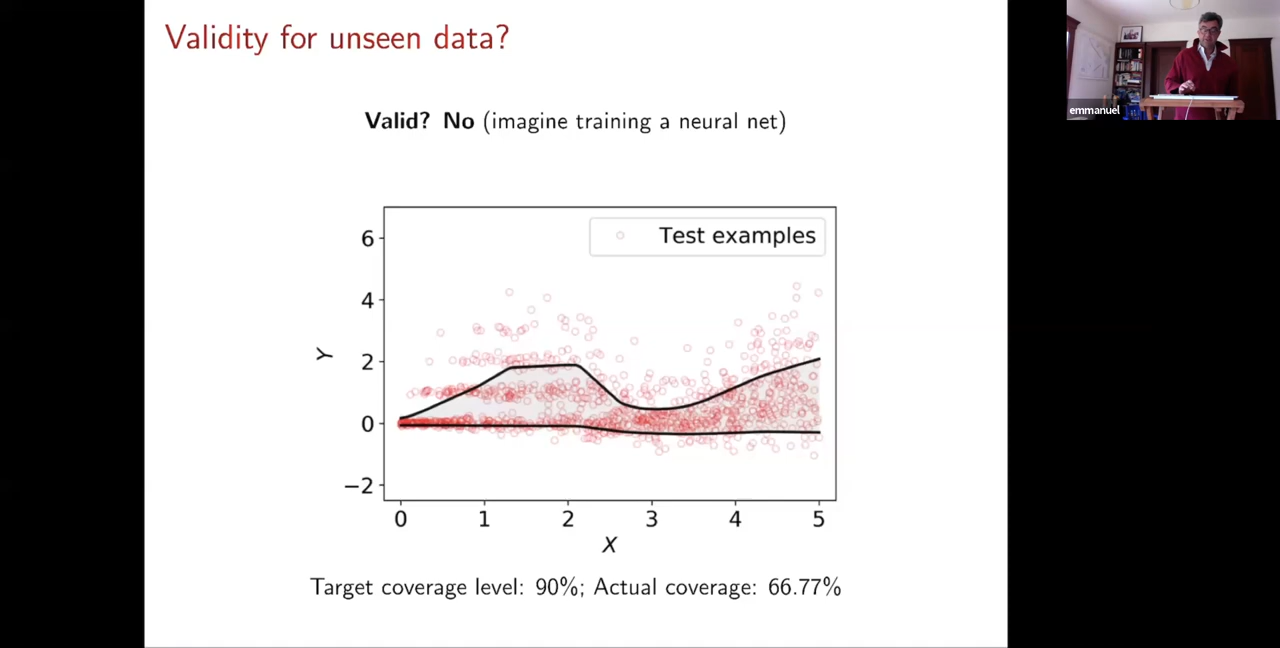 Validity for unseen data?
emmanuel
Valid? No (imagine training a neural net)
Test examples
6
4
2
0
−2
Y
0 1 2 3 4 5
X
Target coverage level: 90%; Actual coverage: 66.77%